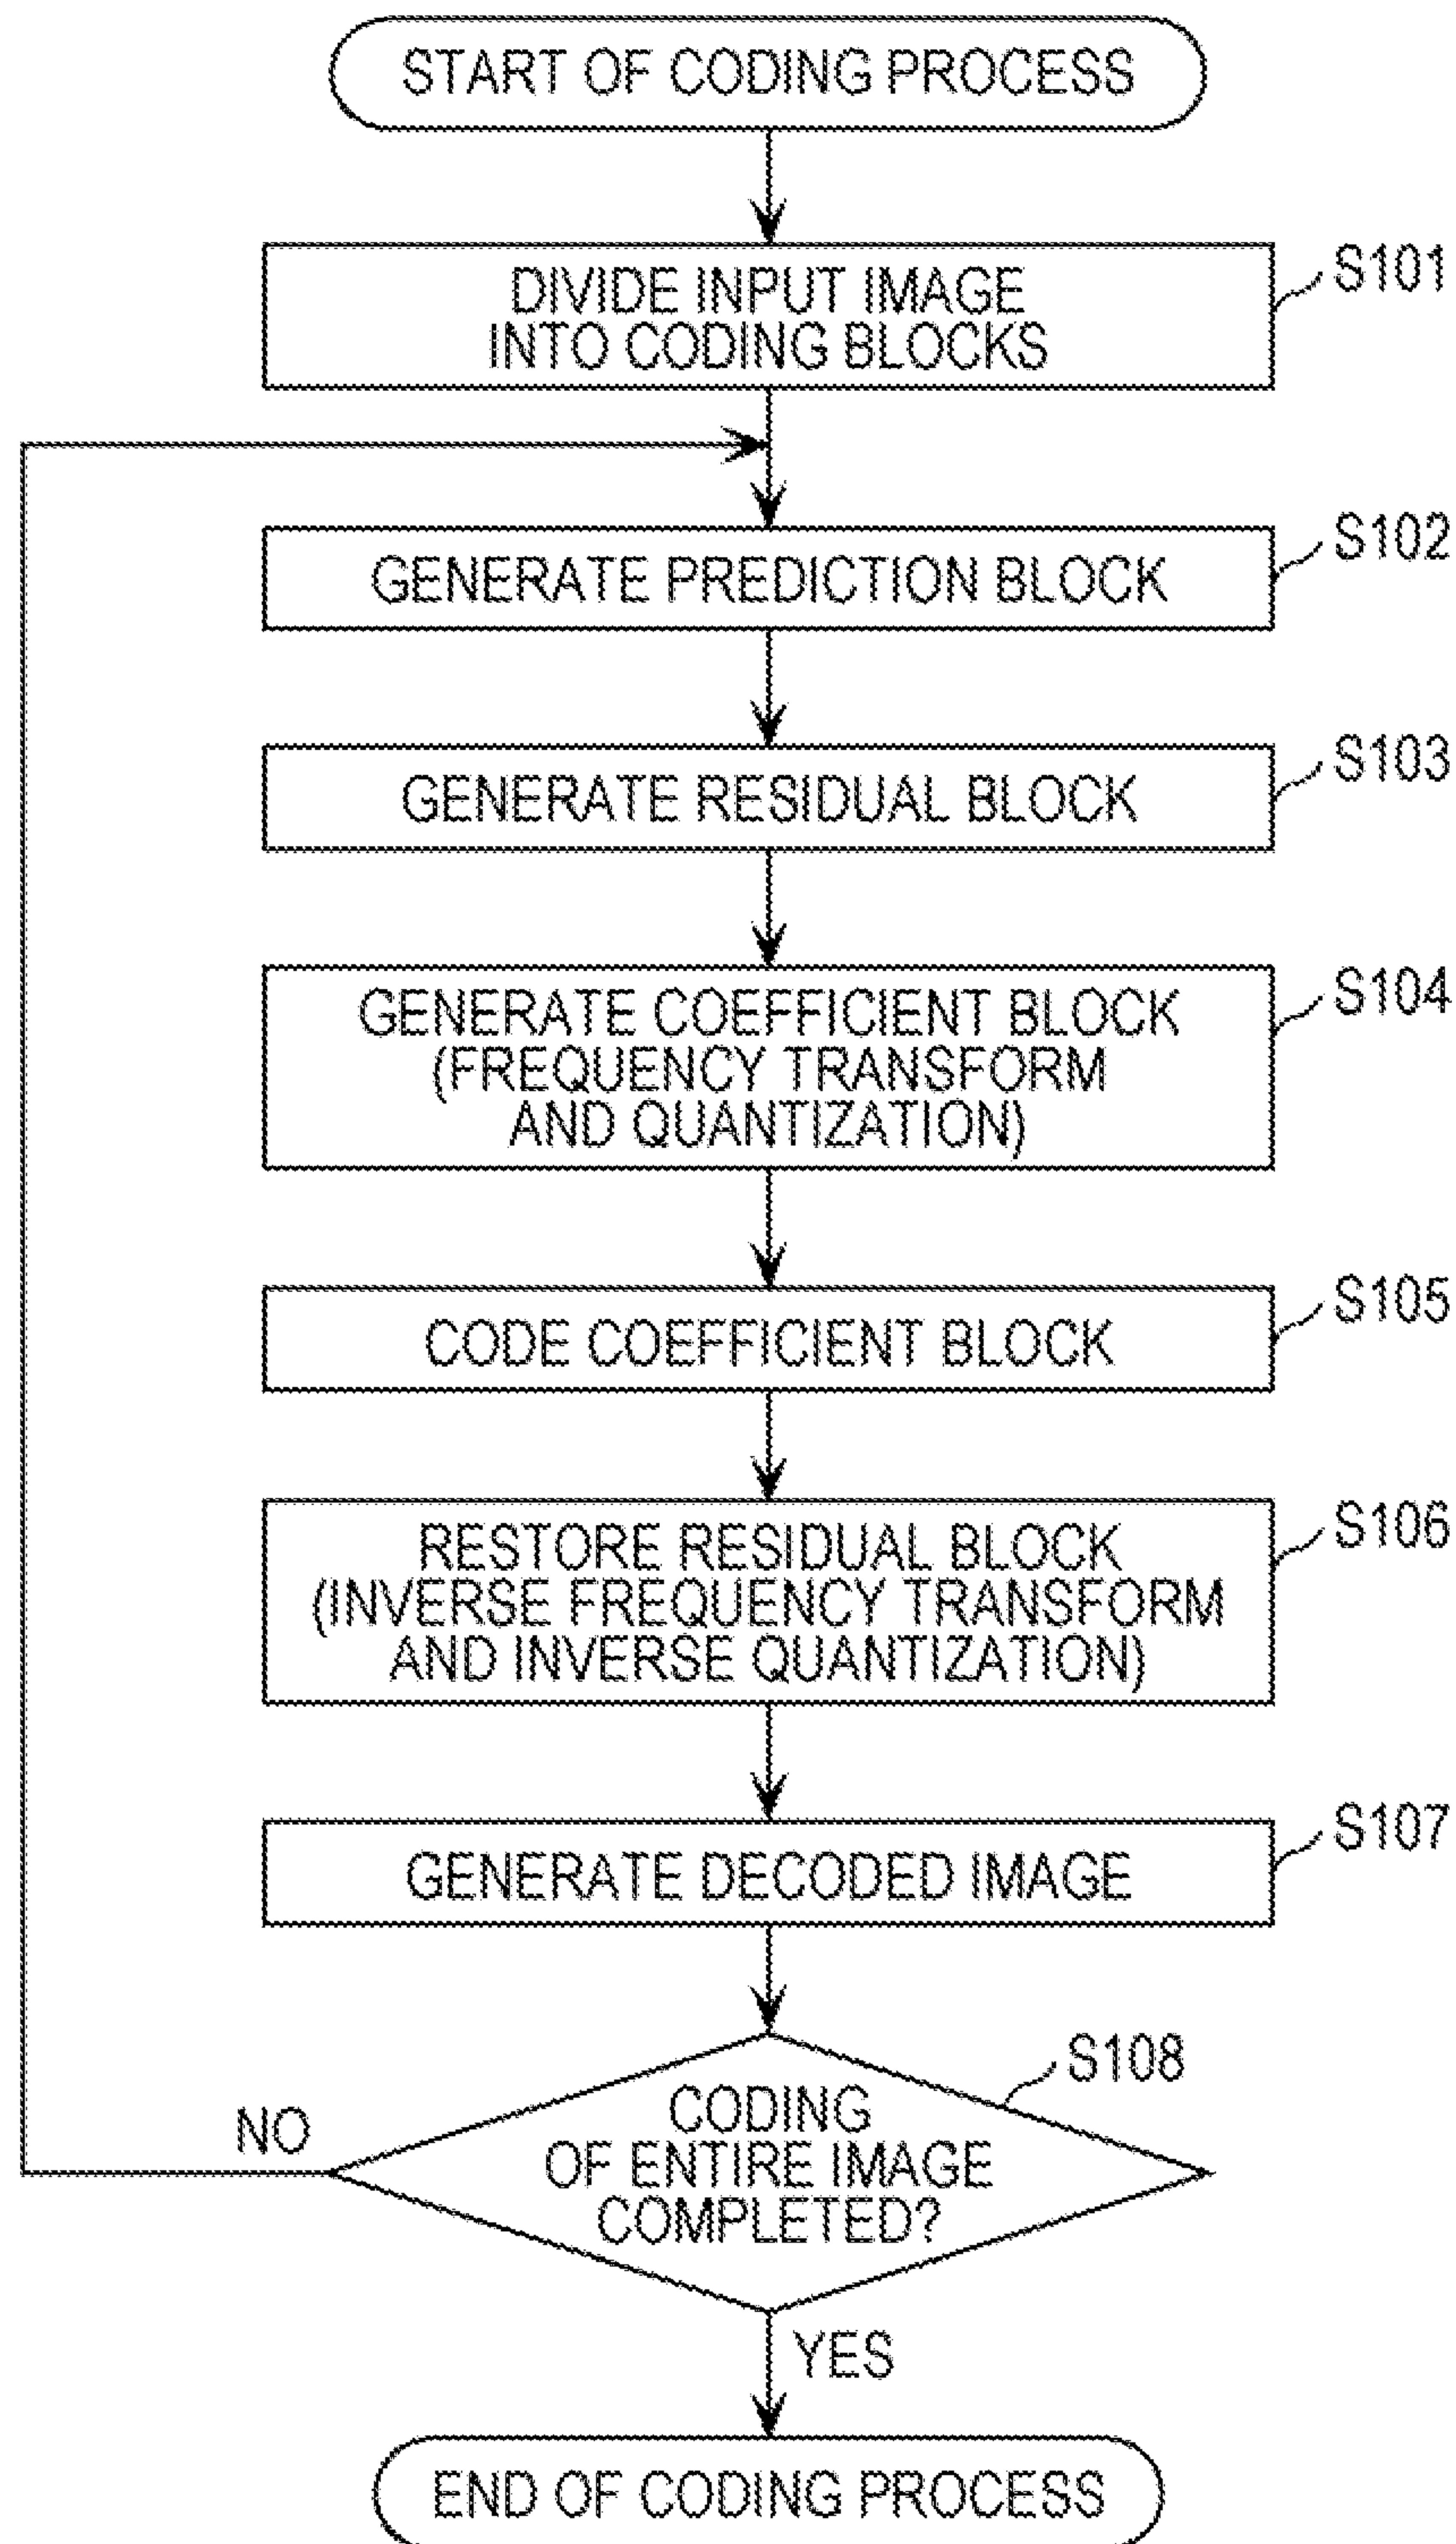 START OF CODING PROCESS
DIVIDE INPUT IMAGE
INTO CODING BLOCKS
S101
GENERATE PREDICTION BLOCK
S102
GENERATE RESIDUAL BLOCK
S103
GENERATE COEFFICIENT BLOCK
(FREQUENCY TRANSFORM
AND QUANTIZATION)
S104
CODE COEFFICIENT BLOCK
S105
RESTORE RESIDUAL BLOCK
(INVERSE FREQUENCY TRANSFORM
AND INVERSE QUANTIZATION)
S106
GENERATE DECODED IMAGE
S107
CODING
OF ENTIRE IMAGE
COMPLETED?
S108
NO
YES
END OF CODING PROCESS